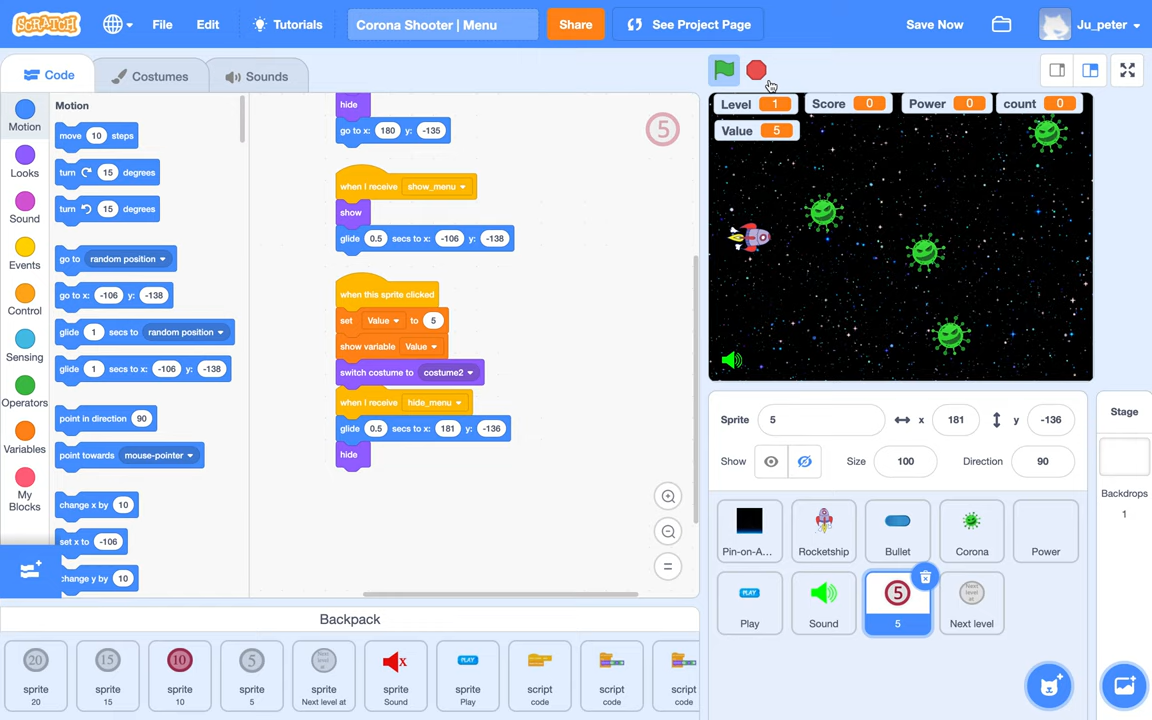 SCRATCH File Edit Tutorials Corona Shooter | Menu Share See Project Page Save Now Ju_peter
Code Costumes Sounds
Motion
Looks
Sound
Events
Control
Sensing
Operators
Variables
My Blocks
Motion
move 10 steps
turn 15 degrees
turn 15 degrees
go to random position
go to x: -106 y: -138
glide 1 secs to random position
glide 1 secs to x: -106 y: -138
point in direction 90
point towards mouse-pointer
change x by 10
set x to -106
change y by 10
hide
go to x: 180 y: -135
when I receive show_menu
show
glide 0.5 secs to x: -106 y: -138
when this sprite clicked
set Value to 5
show variable Value
switch costume to costume2
when I receive hide_menu
glide 0.5 secs to x: 181 y: -136
hide
5
Level 1 Score 0 Power 0 count 0
Value 5
Sprite 5 x 181 y -136
Show Size 100 Direction 90
Pin-on-A... Rocketship Bullet Corona Power
PLAY 5 Next level at
Play Sound 5 Next level
Stage
Backdrops
1
Backpack
20 15 10 5 Next level at X PLAY
sprite sprite sprite sprite sprite sprite sprite script script script
20 15 10 5 Next level at Sound Play code code code